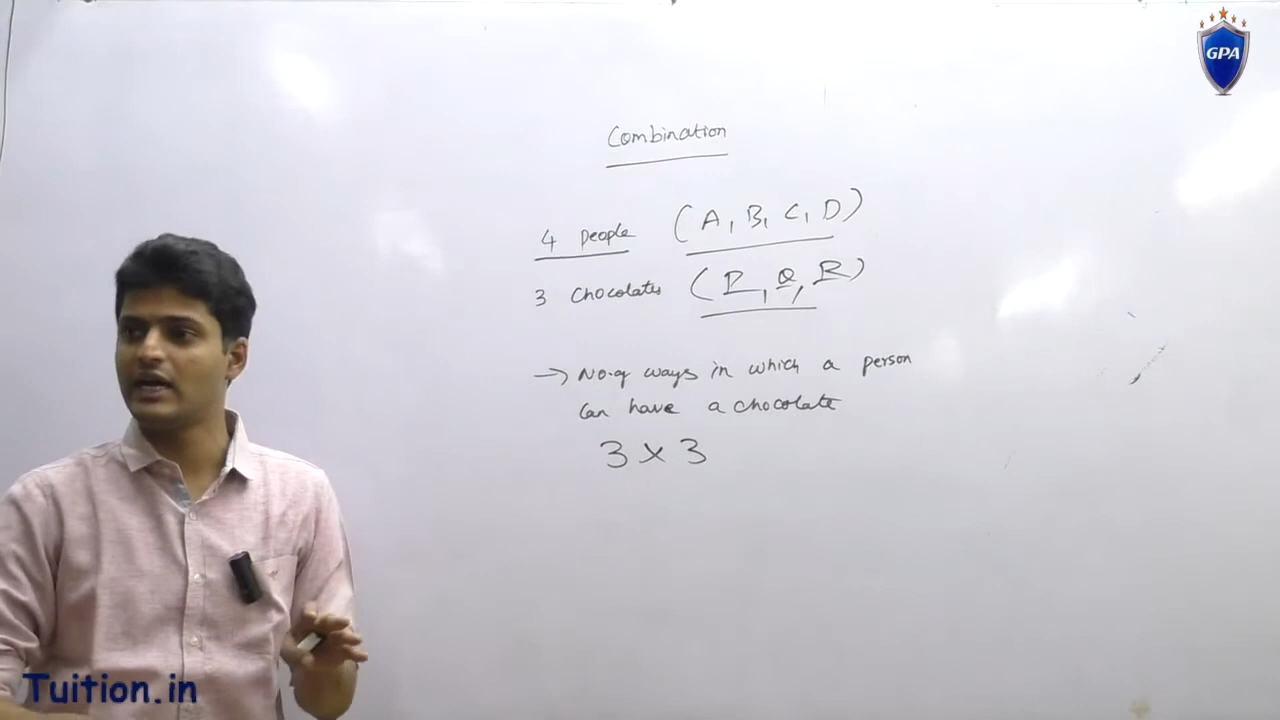 GPA
Combination
4 people (A, B, C, D)
3 chocolates (P, Q, R)
→ No. of ways in which a person
can have a chocolate
3 × 3
Tuition.in